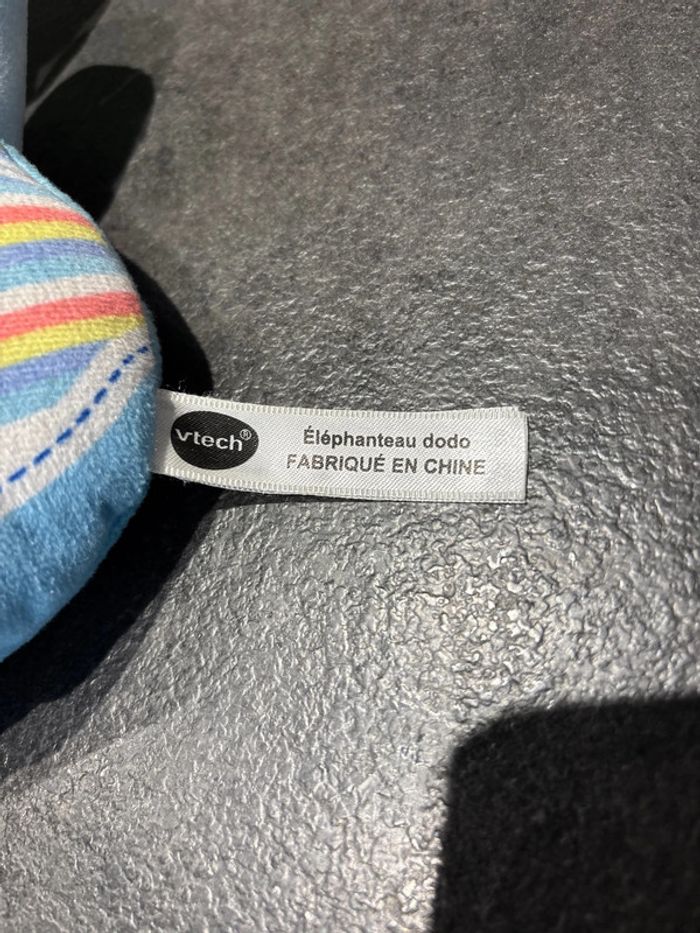 vtech®
Éléphanteau dodo
FABRIQUÉ EN CHINE